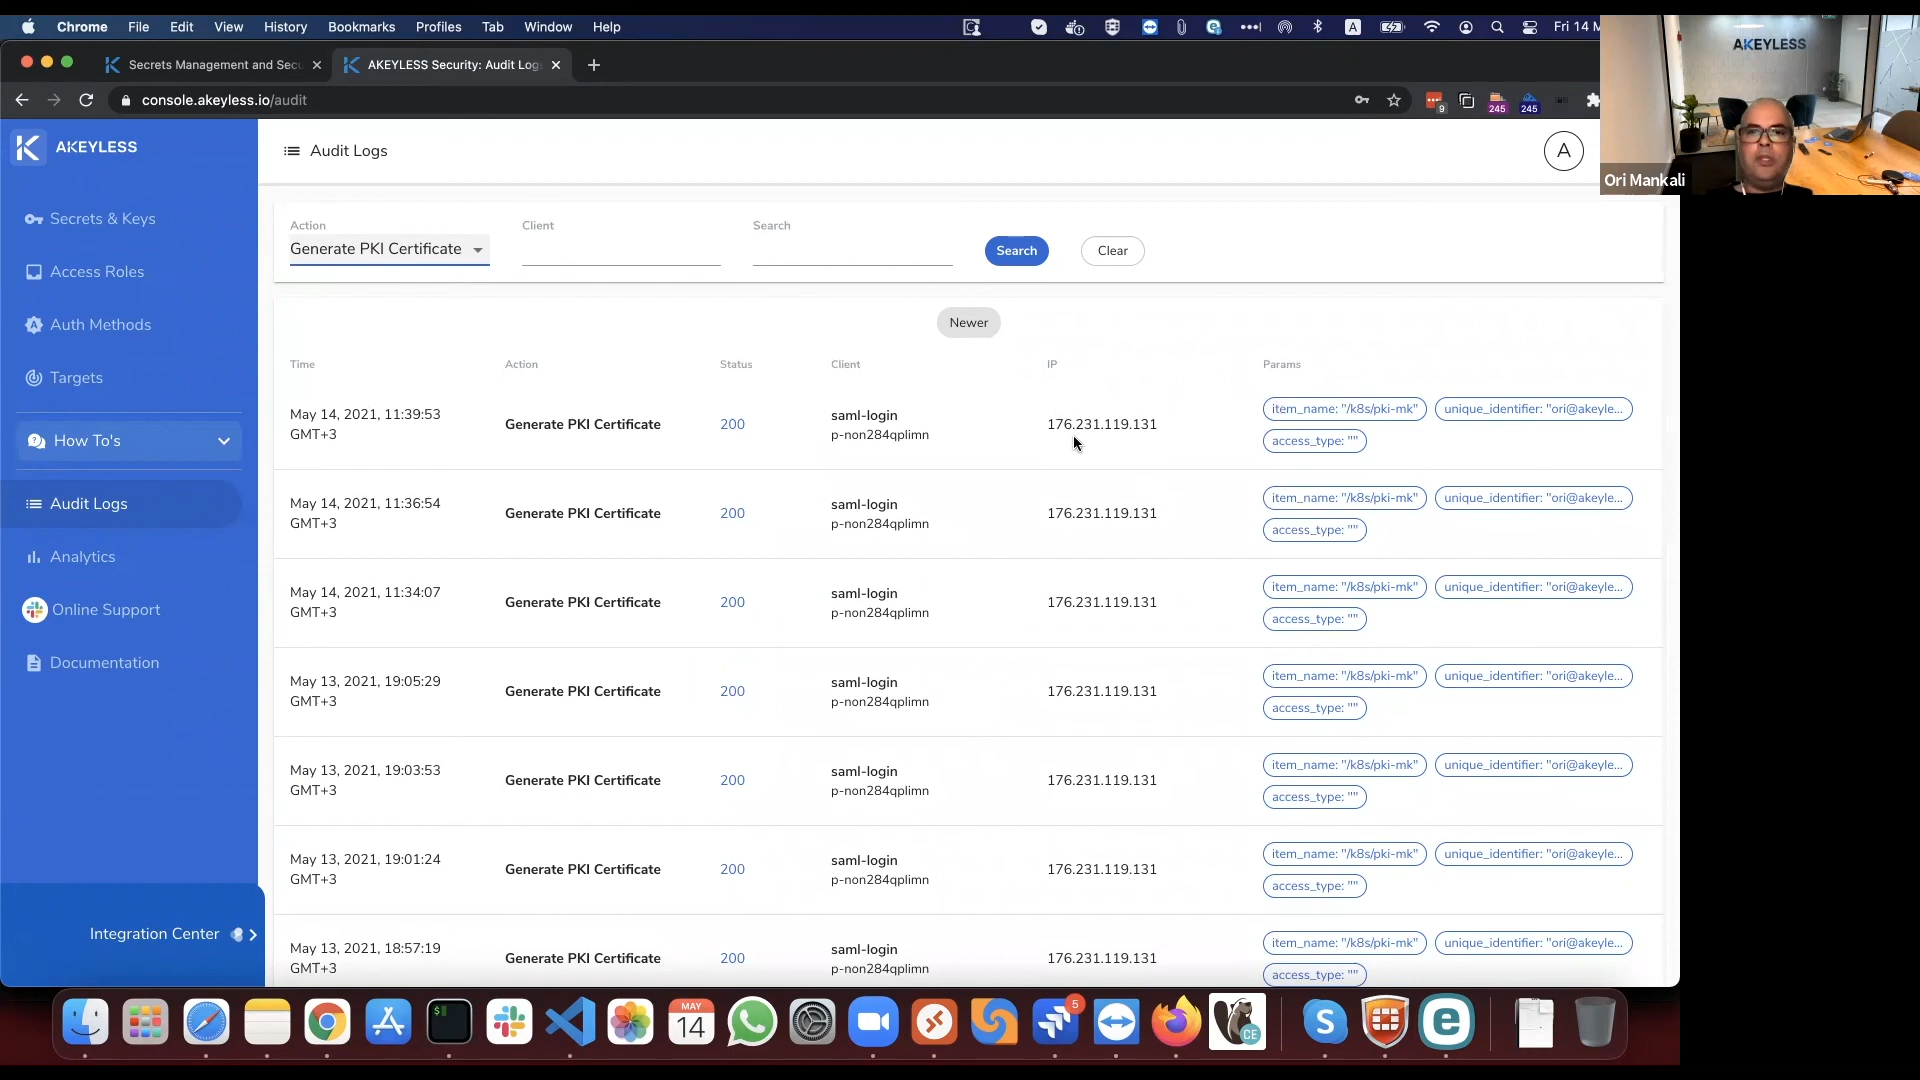 Chrome File Edit View History Bookmarks Profiles Tab Window Help
A
Fri 14 M
Secrets Management and Secu
AKEYLESS Security: Audit Log
console.akeyless.io/audit
9
245
245
AKEYLESS
Ori Mankali
AKEYLESS
Secrets & Keys
Access Roles
Auth Methods
Targets
How To's
Audit Logs
Analytics
Online Support
Documentation
Integration Center
Audit Logs
A
Action
Generate PKI Certificate
Client
Search
Search
Clear
Newer
Time Action Status Client IP Params
May 14, 2021, 11:39:53
GMT+3
Generate PKI Certificate
200
saml-login
p-non284qplimn
176.231.119.131
item_name: "/k8s/pki-mk" unique_identifier: "ori@akeyle...
access_type: ""
May 14, 2021, 11:36:54
GMT+3
Generate PKI Certificate
200
saml-login
p-non284qplimn
176.231.119.131
item_name: "/k8s/pki-mk" unique_identifier: "ori@akeyle...
access_type: ""
May 14, 2021, 11:34:07
GMT+3
Generate PKI Certificate
200
saml-login
p-non284qplimn
176.231.119.131
item_name: "/k8s/pki-mk" unique_identifier: "ori@akeyle...
access_type: ""
May 13, 2021, 19:05:29
GMT+3
Generate PKI Certificate
200
saml-login
p-non284qplimn
176.231.119.131
item_name: "/k8s/pki-mk" unique_identifier: "ori@akeyle...
access_type: ""
May 13, 2021, 19:03:53
GMT+3
Generate PKI Certificate
200
saml-login
p-non284qplimn
176.231.119.131
item_name: "/k8s/pki-mk" unique_identifier: "ori@akeyle...
access_type: ""
May 13, 2021, 19:01:24
GMT+3
Generate PKI Certificate
200
saml-login
p-non284qplimn
176.231.119.131
item_name: "/k8s/pki-mk" unique_identifier: "ori@akeyle...
access_type: ""
May 13, 2021, 18:57:19
GMT+3
Generate PKI Certificate
200
saml-login
p-non284qplimn
176.231.119.131
item_name: "/k8s/pki-mk" unique_identifier: "ori@akeyle...
access_type: ""
$
MAY
14
5
CE
S
e